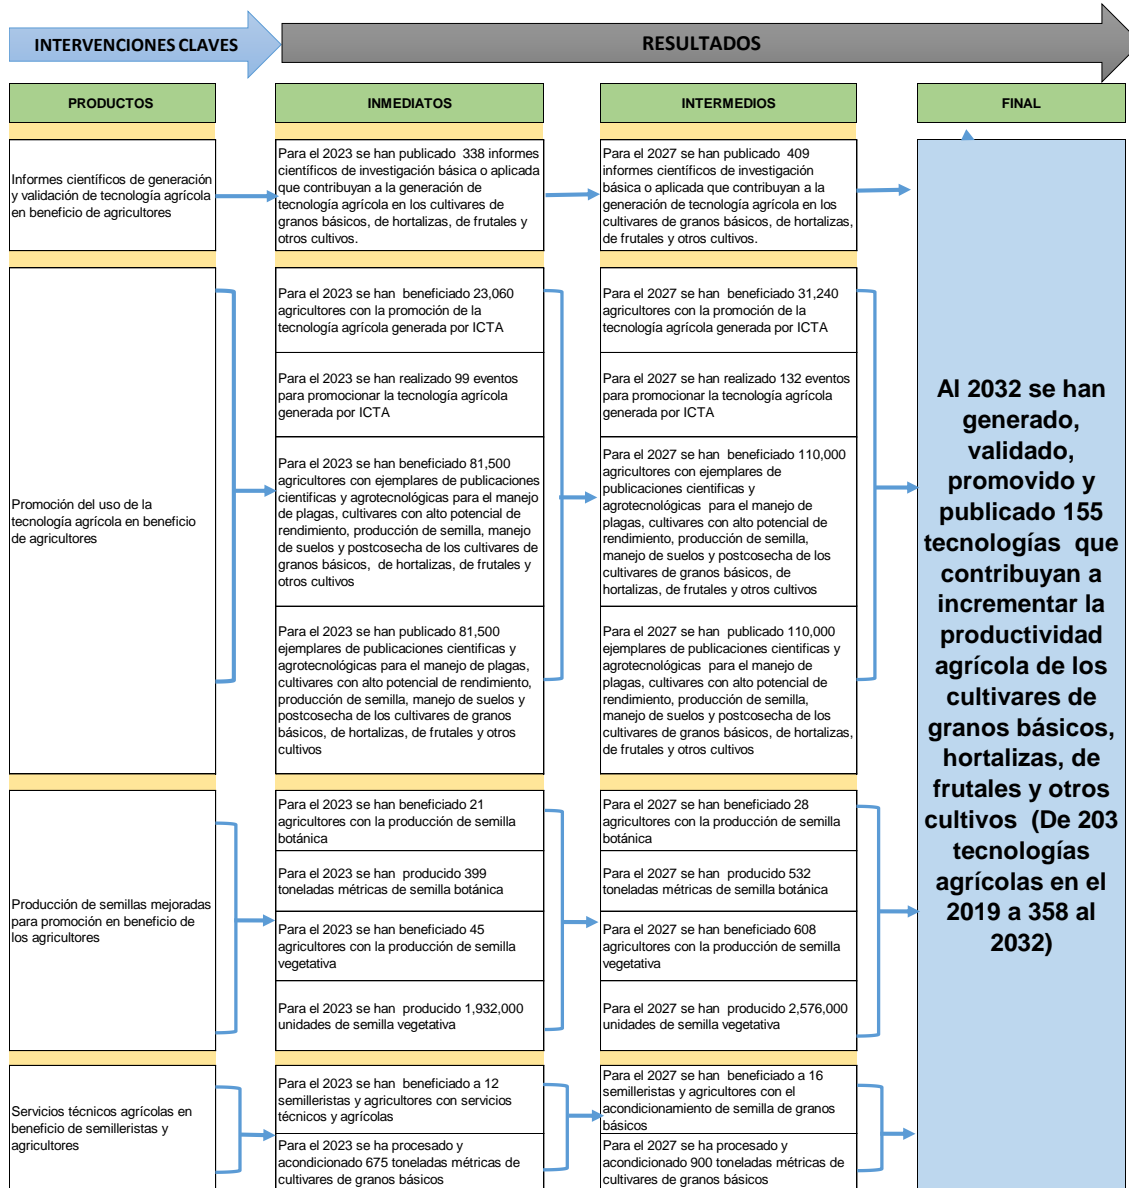 INTERVENCIONES CLAVES
RESULTADOS
PRODUCTOS
INMEDIATOS
INTERMEDIOS
FINAL
Informes científicos de generación
y validación de tecnología agrícola
en beneficio de agricultores
Para el 2023 se han publicado 338 informes
científicos de investigación básica o aplicada
que contribuyan a la generación de
tecnología agrícola en los cultivares de
granos básicos, de hortalizas, de frutales y
otros cultivos.
Para el 2027 se han publicado 409
informes científicos de investigación
básica o aplicada que contribuyan a la
generación de tecnología agrícola en los
cultivares de granos básicos, de hortalizas,
de frutales y otros cultivos.
Promoción del uso de la
tecnología agrícola en beneficio
de agricultores
Para el 2023 se han beneficiado 23,060
agricultores con la promoción de la
tecnología agrícola generada por ICTA
Para el 2027 se han beneficiado 31,240
agricultores con la promoción de la
tecnología agrícola generada por ICTA
Para el 2023 se han realizado 99 eventos
para promocionar la tecnología agrícola
generada por ICTA
Para el 2027 se han realizado 132 eventos
para promocionar la tecnología agrícola
generada por ICTA
Para el 2023 se han beneficiado 81,500
agricultores con ejemplares de publicaciones
cientificas y agrotecnológicas para el manejo
de plagas, cultivares con alto potencial de
rendimiento, producción de semilla, manejo
de suelos y postcosecha de los cultivares de
granos básicos, de hortalizas, de frutales y
otros cultivos
Para el 2027 se han beneficiado 110,000
agricultores con ejemplares de
publicaciones cientificas y
agrotecnológicas para el manejo de
plagas, cultivares con alto potencial de
rendimiento, producción de semilla,
manejo de suelos y postcosecha de los
cultivares de granos básicos, de
hortalizas, de frutales y otros cultivos
Para el 2023 se han publicado 81,500
ejemplares de publicaciones cientificas y
agrotecnológicas para el manejo de plagas,
cultivares con alto potencial de rendimiento,
producción de semilla, manejo de suelos y
postcosecha de los cultivares de granos
básicos, de hortalizas, de frutales y otros
cultivos
Para el 2027 se han publicado 110,000
ejemplares de publicaciones cientificas y
agrotecnológicas para el manejo de
plagas, cultivares con alto potencial de
rendimiento, producción de semilla,
manejo de suelos y postcosecha de los
cultivares de granos básicos, de hortalizas,
de frutales y otros cultivos
Producción de semillas mejoradas
para promoción en beneficio de
los agricultores
Para el 2023 se han beneficiado 21
agricultores con la producción de semilla
botánica
Para el 2027 se han beneficiado 28
agricultores con la producción de semilla
botánica
Para el 2023 se han producido 399
toneladas métricas de semilla botánica
Para el 2027 se han producido 532
toneladas métricas de semilla botánica
Para el 2023 se han beneficiado 45
agricultores con la producción de semilla
vegetativa
Para el 2027 se han beneficiado 608
agricultores con la producción de semilla
vegetativa
Para el 2023 se han producido 1,932,000
unidades de semilla vegetativa
Para el 2027 se han producido 2,576,000
unidades de semilla vegetativa
Servicios técnicos agrícolas en
beneficio de semilleristas y
agricultores
Para el 2023 se han beneficiado a 12
semilleristas y agricultores con servicios
técnicos y agrícolas
Para el 2027 se han beneficiado a 16
semilleristas y agricultores con el
acondicionamiento de semilla de granos
básicos
Para el 2023 se ha procesado y
acondicionado 675 toneladas métricas de
cultivares de granos básicos
Para el 2027 se ha procesado y
acondicionado 900 toneladas métricas de
cultivares de granos básicos
Al 2032 se han
generado,
validado,
promovido y
publicado 155
tecnologías que
contribuyan a
incrementar la
productividad
agrícola de los
cultivares de
granos básicos,
hortalizas, de
frutales y otros
cultivos (De 203
tecnologías
agrícolas en el
2019 a 358 al
2032)